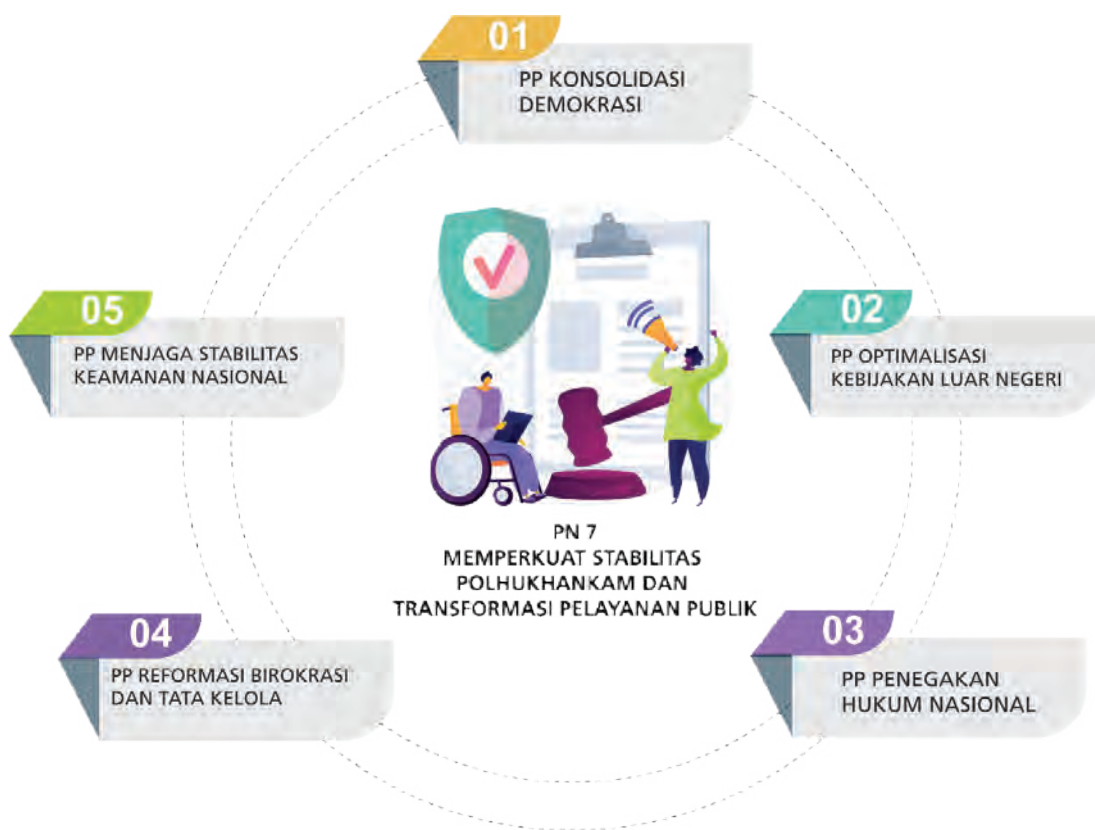 01
PP KONSOLIDASI
DEMOKRASI
02
PP OPTIMALISASI
KEBIJAKAN LUAR NEGERI
03
PP PENEGAKAN
HUKUM NASIONAL
04
PP REFORMASI BIROKRASI
DAN TATA KELOLA
05
PP MENJAGA STABILITAS
KEAMANAN NASIONAL
PN 7
MEMPERKUAT STABILITAS
POLHUKHANKAM DAN
TRANSFORMASI PELAYANAN PUBLIK